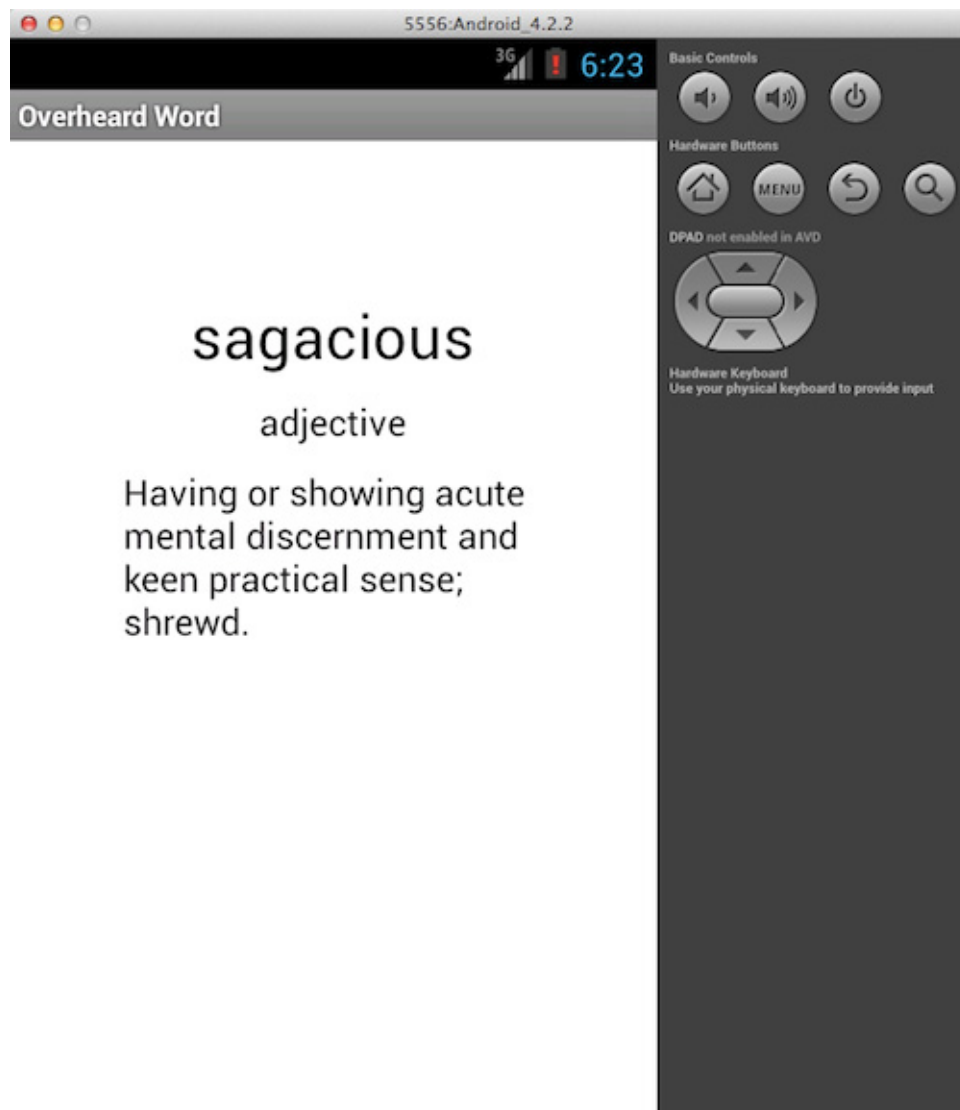 5556:Android_4.2.2
3G 6:23
Overheard Word
sagacious
adjective
Having or showing acute
mental discernment and
keen practical sense;
shrewd.
Basic Controls
Hardware Buttons
MENU
DPAD not enabled in AVD
Hardware Keyboard
Use your physical keyboard to provide input